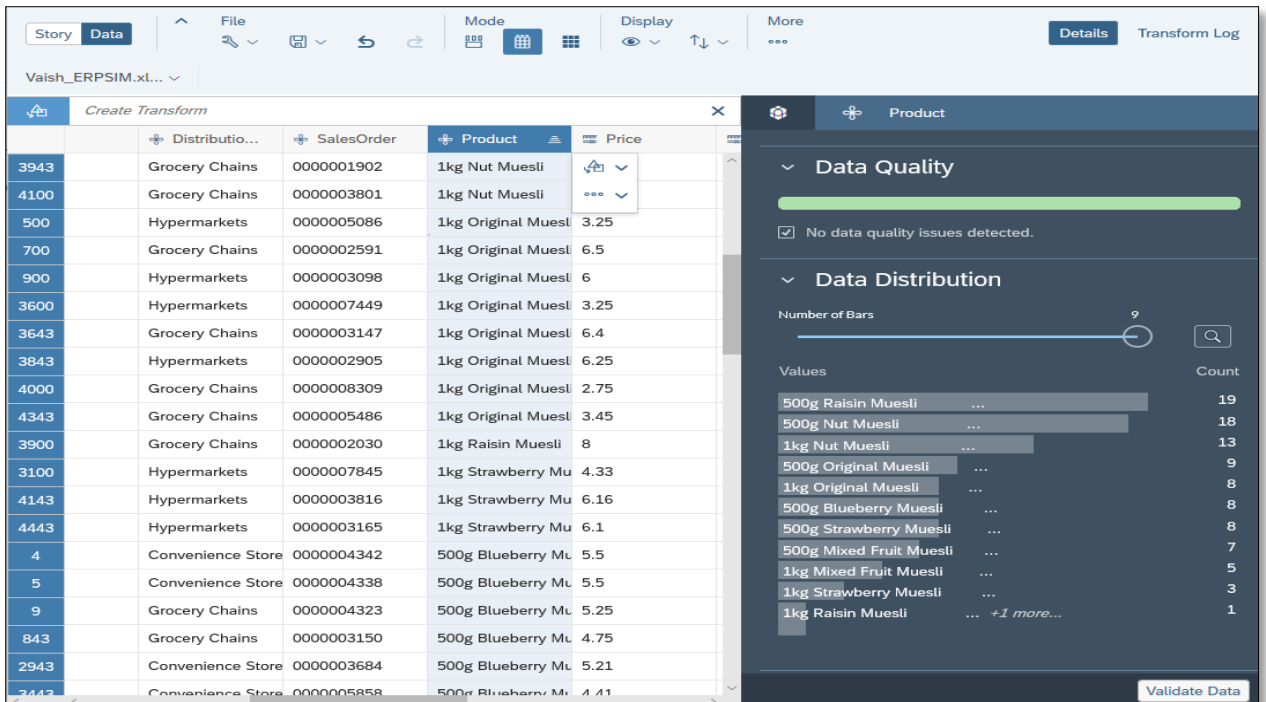 Story Data File Mode Display More Details Transform Log
Vaish_ERPSIM.xl...
Create Transform
Distributio... SalesOrder Product Price
3943 Grocery Chains 0000001902 1kg Nut Muesli
4100 Grocery Chains 0000003801 1kg Nut Muesli
500 Hypermarkets 0000005086 1kg Original Muesli 3.25
700 Grocery Chains 0000002591 1kg Original Muesli 6.5
900 Hypermarkets 0000003098 1kg Original Muesli 6
3600 Hypermarkets 0000007449 1kg Original Muesli 3.25
3643 Grocery Chains 0000003147 1kg Original Muesli 6.4
3843 Hypermarkets 0000002905 1kg Original Muesli 6.25
4000 Grocery Chains 0000008309 1kg Original Muesli 2.75
4343 Grocery Chains 0000005486 1kg Original Muesli 3.45
3900 Grocery Chains 0000002030 1kg Raisin Muesli 8
3100 Hypermarkets 0000007845 1kg Strawberry Mu 4.33
4143 Hypermarkets 0000003816 1kg Strawberry Mu 6.16
4443 Hypermarkets 0000003165 1kg Strawberry Mu 6.1
4 Convenience Store 0000004342 500g Blueberry Mu 5.5
5 Convenience Store 0000004338 500g Blueberry Mu 5.5
9 Grocery Chains 0000004323 500g Blueberry Mu 5.25
843 Grocery Chains 0000003150 500g Blueberry Mu 4.75
2943 Convenience Store 0000003684 500g Blueberry Mu 5.21
3443 Convenience Store 0000005858 500g Blueberry Mu 4.41
Product
Data Quality
No data quality issues detected.
Data Distribution
Number of Bars 9
Values Count
500g Raisin Muesli ... 19
500g Nut Muesli ... 18
1kg Nut Muesli ... 13
500g Original Muesli ... 9
1kg Original Muesli ... 8
500g Blueberry Muesli ... 8
500g Strawberry Muesli ... 8
500g Mixed Fruit Muesli ... 7
1kg Mixed Fruit Muesli ... 5
1kg Strawberry Muesli ... 3
1kg Raisin Muesli ... +1 more... 1
Validate Data